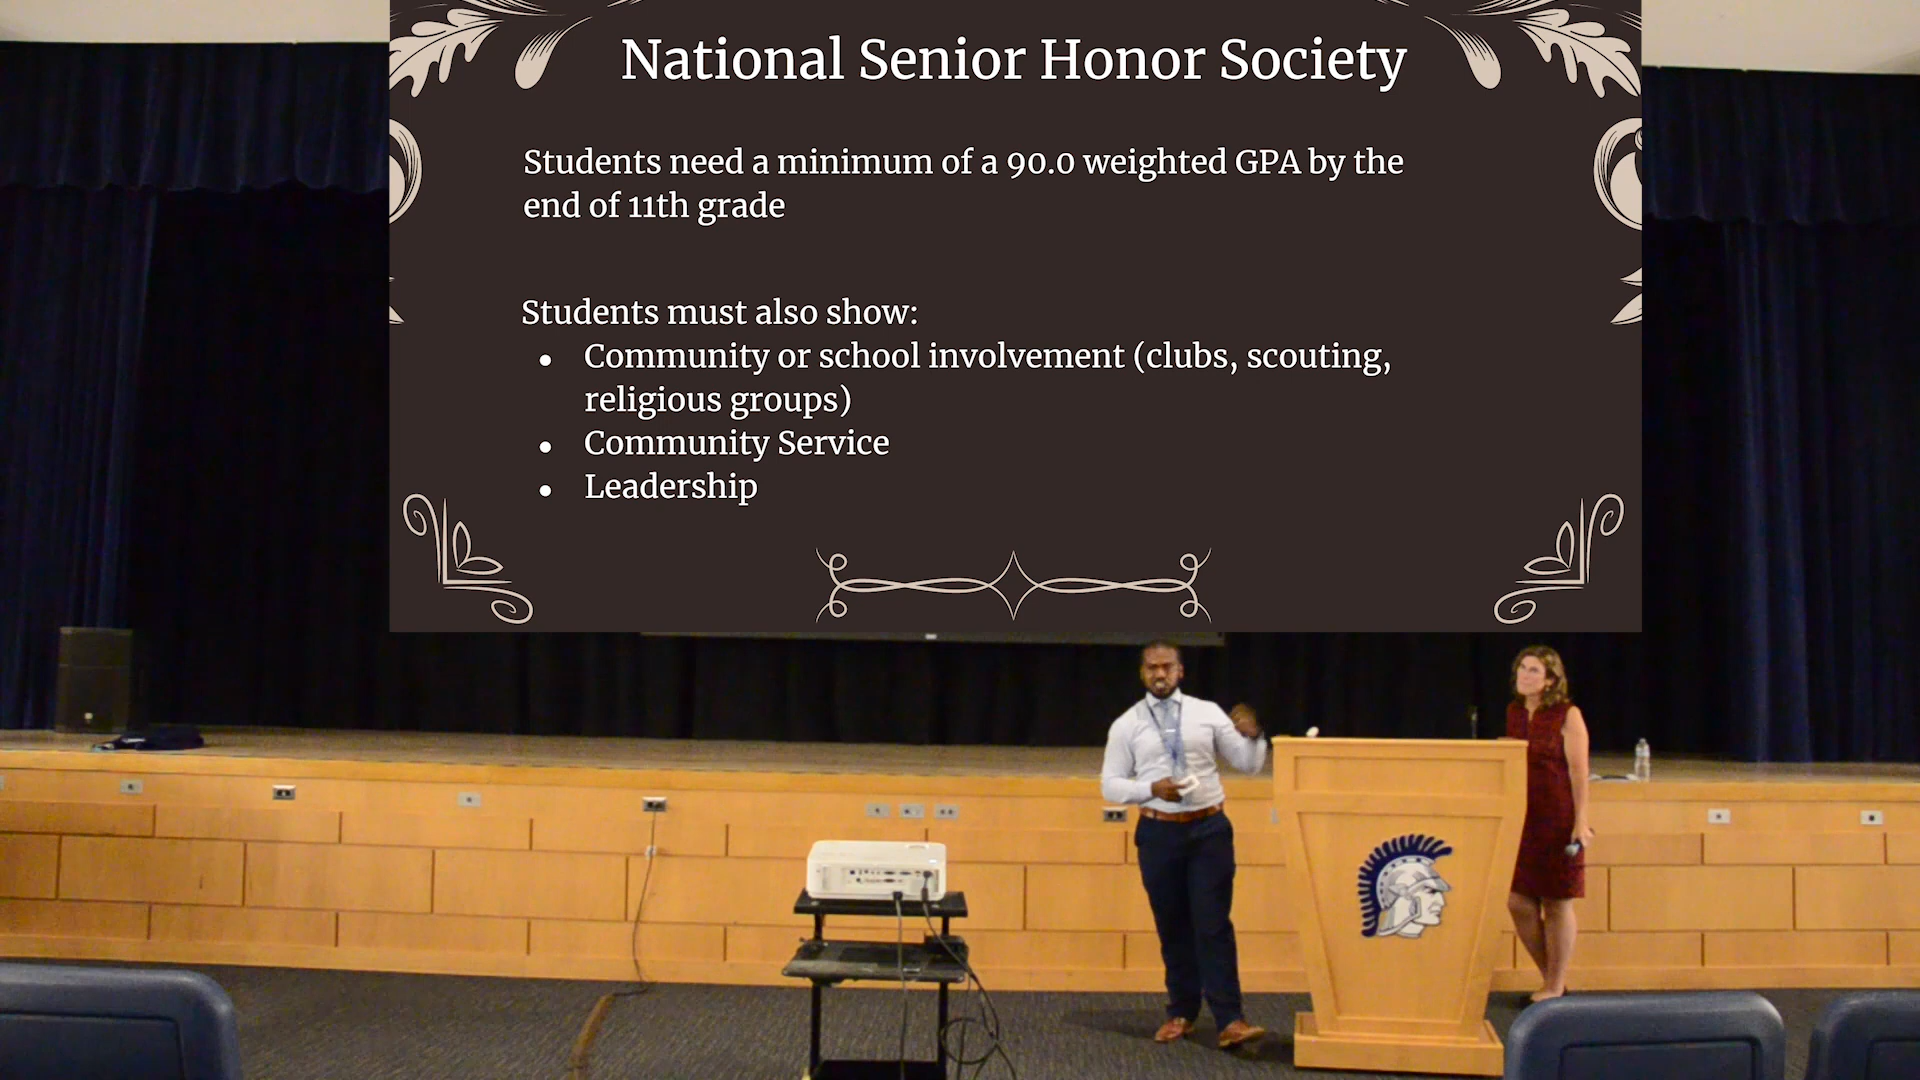 National Senior Honor Society
Students need a minimum of a 90.0 weighted GPA by the
end of 11th grade
Students must also show:
● Community or school involvement (clubs, scouting,
religious groups)
● Community Service
● Leadership